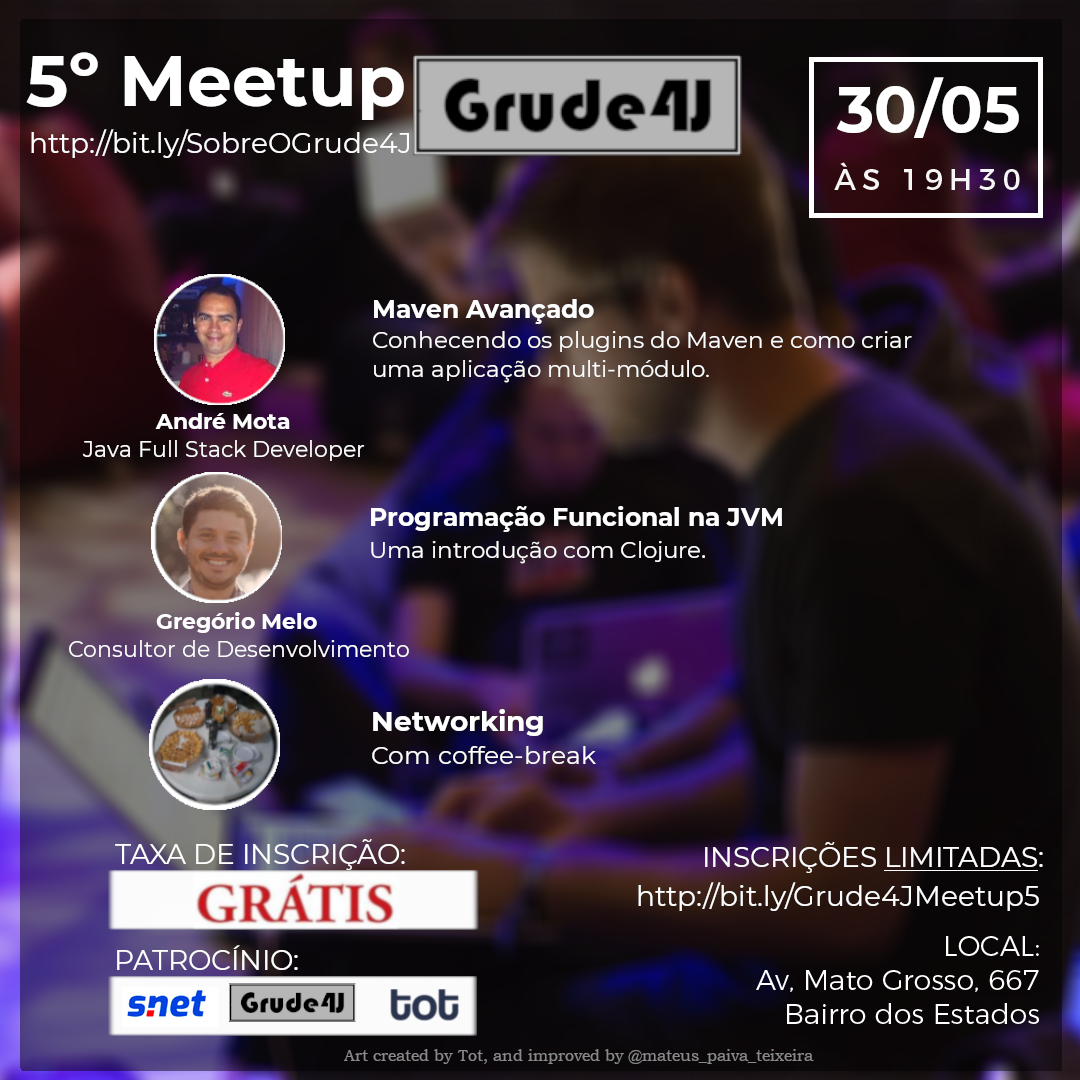 5º Meetup
Grude4J
http://bit.ly/SobreOGrude4J
30/05
ÀS 19H30
Maven Avançado
Conhecendo os plugins do Maven e como criar
uma aplicação multi-módulo.
André Mota
Java Full Stack Developer
Programação Funcional na JVM
Uma introdução com Clojure.
Gregório Melo
Consultor de Desenvolvimento
Networking
Com coffee-break
TAXA DE INSCRIÇÃO:
GRÁTIS
PATROCÍNIO:
snet Grude4J tot
INSCRIÇÕES LIMITADAS:
http://bit.ly/Grude4JMeetup5
LOCAL:
Av, Mato Grosso, 667
Bairro dos Estados
Art created by Tot, and improved by @mateus_paiva_teixeira